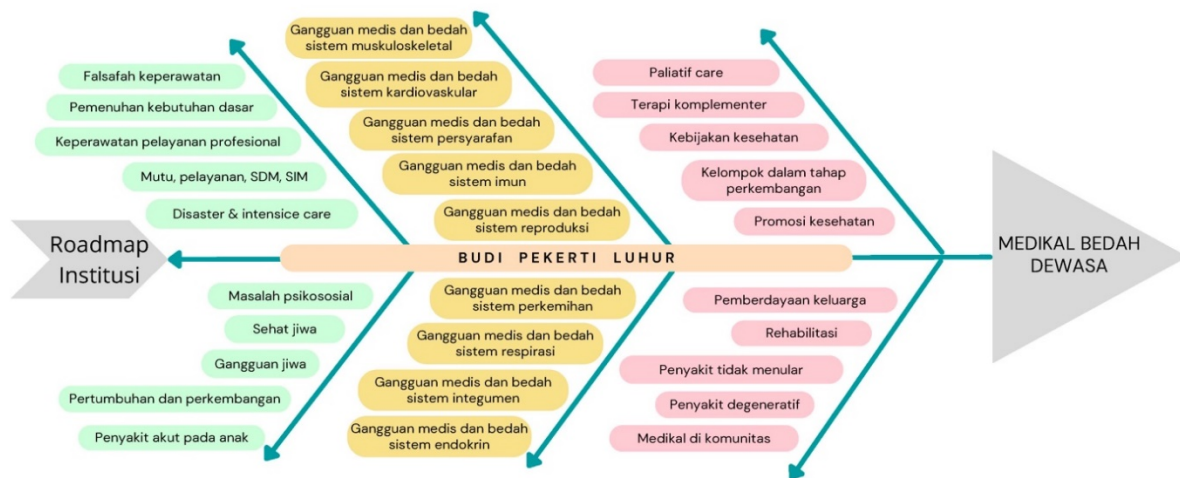 Falsafah keperawatan
Pemenuhan kebutuhan dasar
Keperawatan pelayanan profesional
Mutu, pelayanan, SDM, SIM
Disaster & intensice care
Gangguan medis dan bedah
sistem muskuloskeletal
Gangguan medis dan bedah
sistem kardiovaskular
Gangguan medis dan bedah
sistem persyarafan
Gangguan medis dan bedah
sistem imun
Gangguan medis dan bedah
sistem reproduksi
Paliatif care
Terapi komplementer
Kebijakan kesehatan
Kelompok dalam tahap
perkembangan
Promosi kesehatan
Roadmap
Institusi
BUDI PEKERTI LUHUR
MEDIKAL BEDAH
DEWASA
Masalah psikososial
Sehat jiwa
Gangguan jiwa
Pertumbuhan dan perkembangan
Penyakit akut pada anak
Gangguan medis dan bedah
sistem perkemihan
Gangguan medis dan bedah
sistem respirasi
Gangguan medis dan bedah
sistem integumen
Gangguan medis dan bedah
sistem endokrin
Pemberdayaan keluarga
Rehabilitasi
Penyakit tidak menular
Penyakit degeneratif
Medikal di komunitas